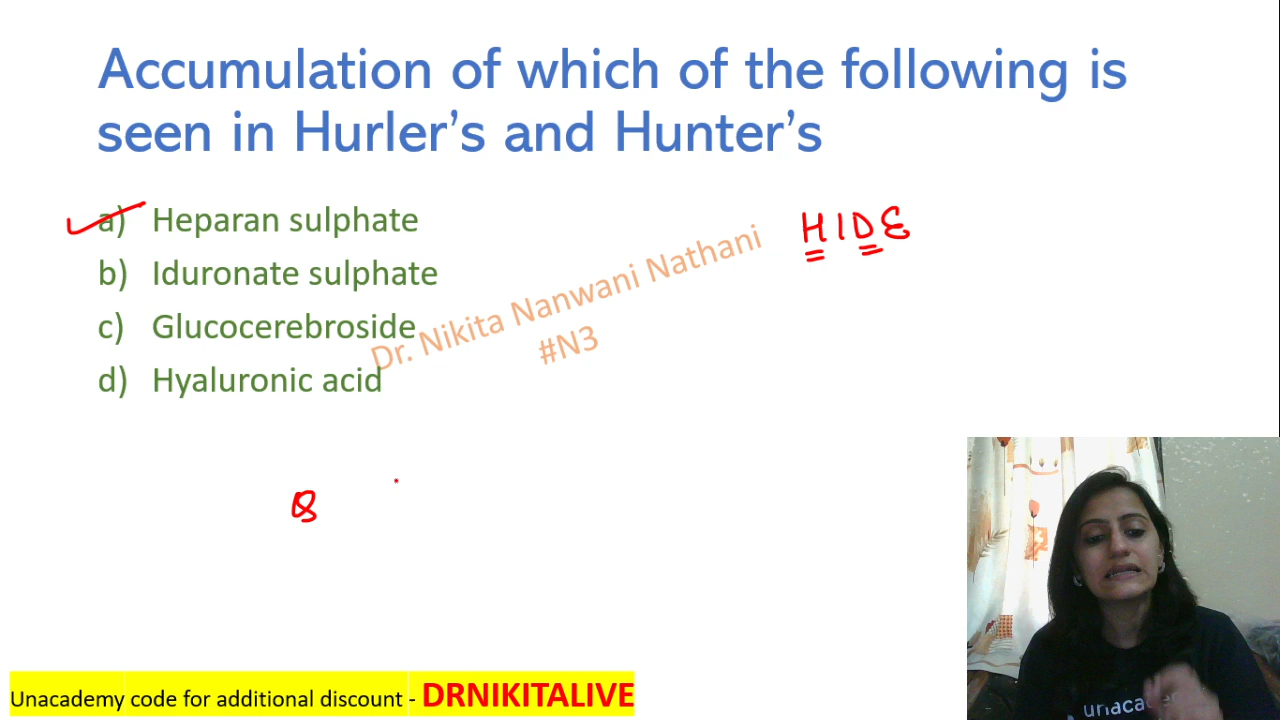 Accumulation of which of the following is
seen in Hurler’s and Hunter’s
a) Heparan sulphate
HIDE
b) Iduronate sulphate
c) Glucocerebroside
d) Hyaluronic acid
Dr. Nikita Nanwani Nathani
#N3
Unacademy code for additional discount - DRNIKITALIVE